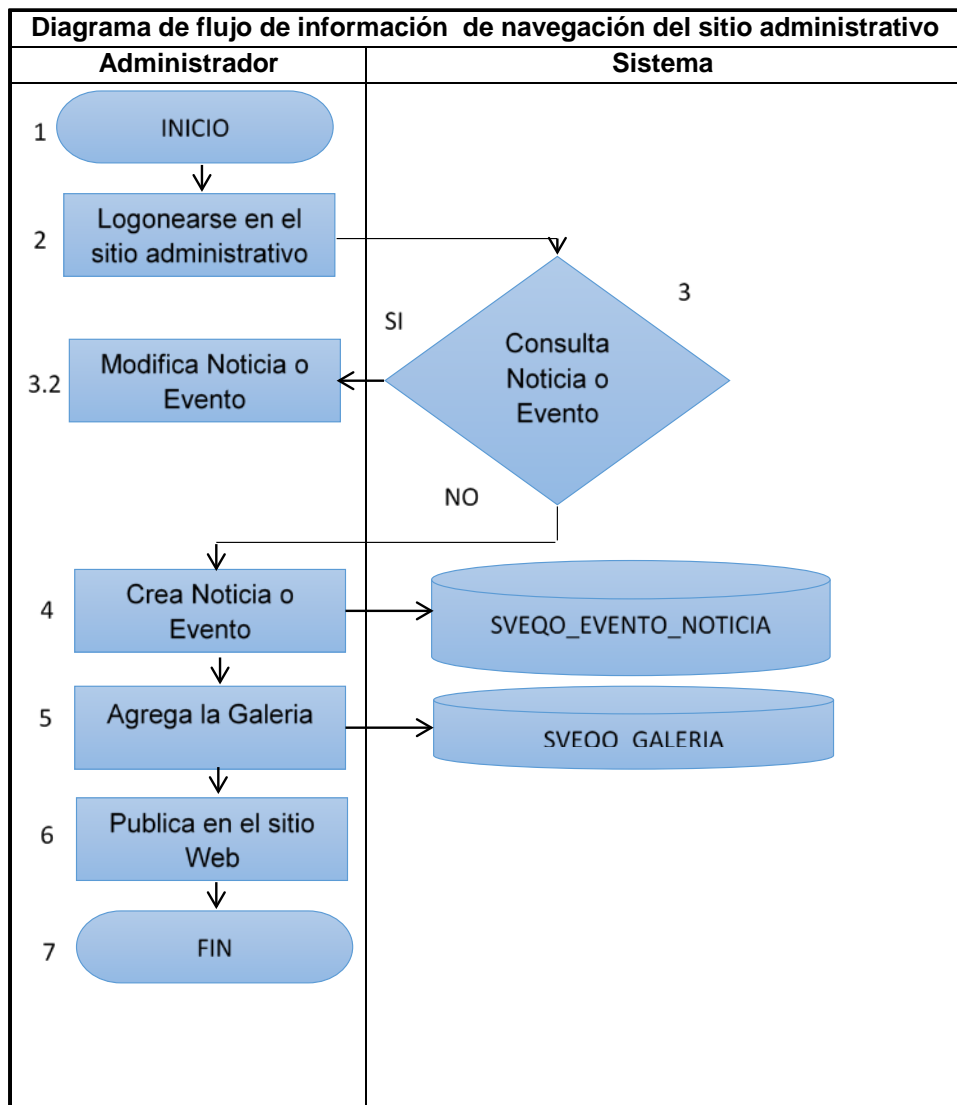 Diagrama de flujo de información  de navegación del sitio administrativo
Administrador
Sistema
1
INICIO
2
Logonearse en el
sitio administrativo
3
SI
Consulta
Noticia o
Evento
3.2
Modifica Noticia o
Evento
NO
4
Crea Noticia o
Evento
SVEQO_EVENTO_NOTICIA
5
Agrega la Galeria
SVEQO_GALERIA
6
Publica en el sitio
Web
7
FIN